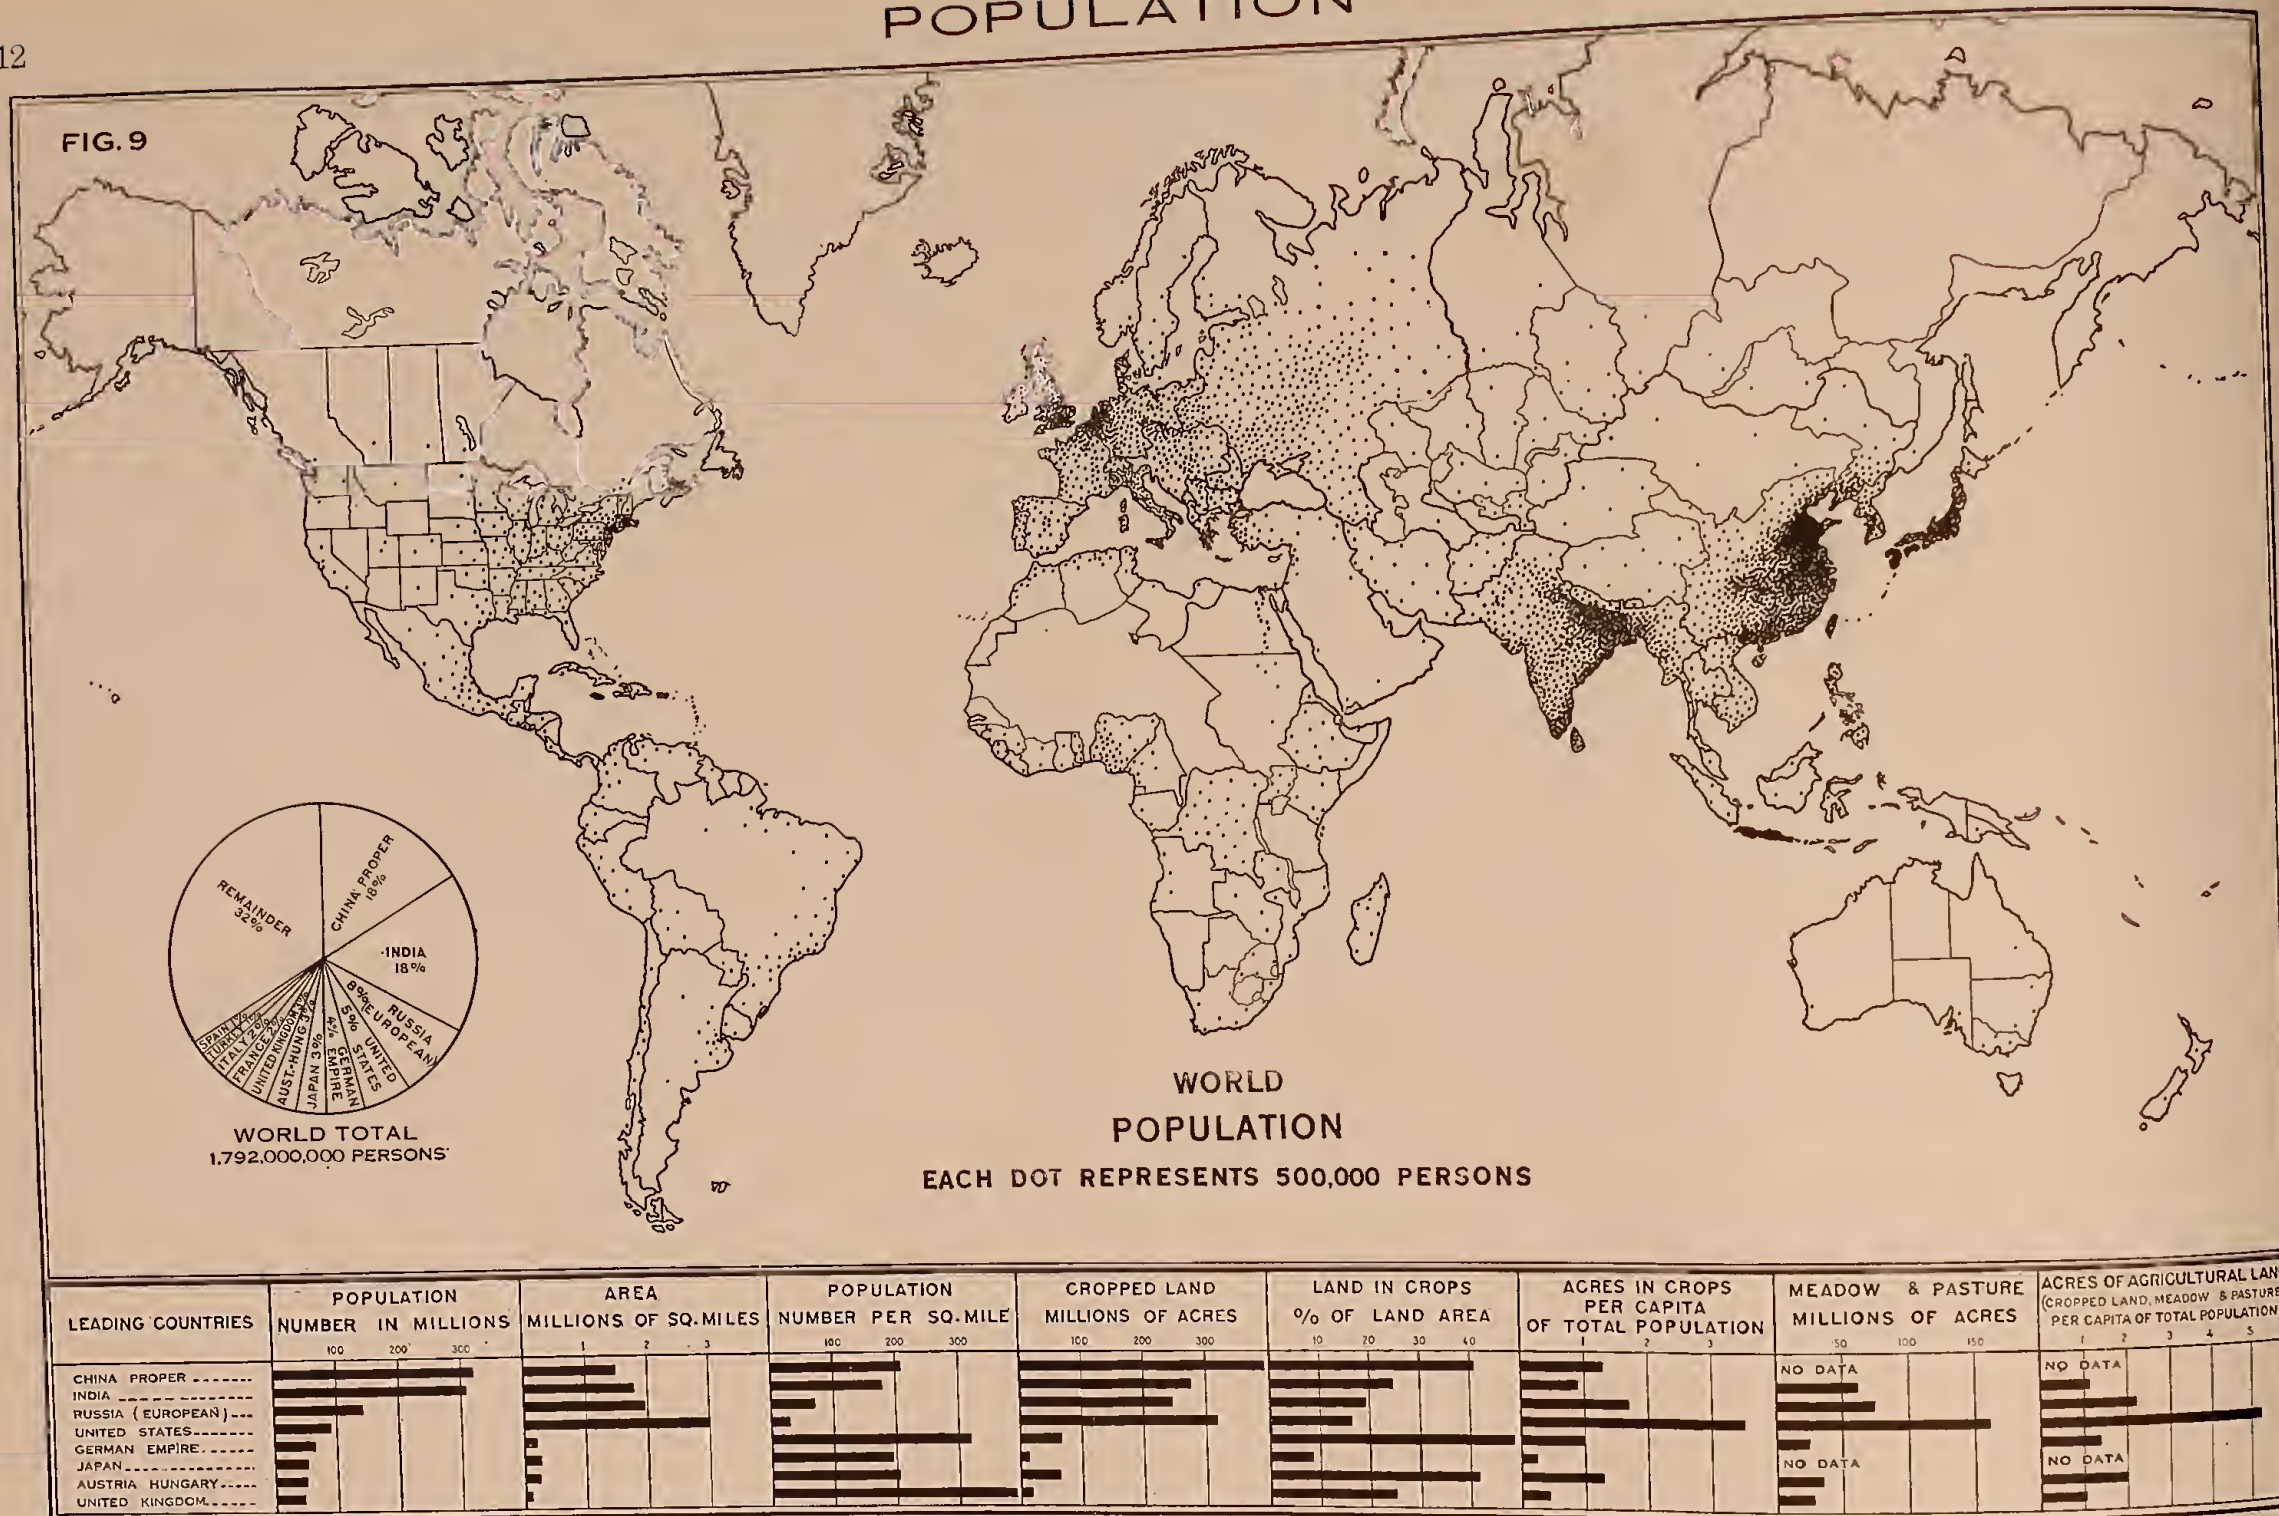 POPULATION
12
FIG. 9
REMAINDER
32%
CHINA PROPER
18%
INDIA
18%
RUSSIA
(EUROPEAN)
8%
UNITED
STATES
5%
GERMAN
EMPIRE
4%
JAPAN 3%
AUST.-HUNG. 3%
UNITED KINGDOM 3%
FRANCE 2%
ITALY 2%
TURKEY 1%
SPAIN 1%
WORLD TOTAL
1,792,000,000 PERSONS
WORLD
POPULATION
EACH DOT REPRESENTS 500,000 PERSONS
LEADING COUNTRIES
POPULATION
NUMBER IN MILLIONS
100 200 300
AREA
MILLIONS OF SQ. MILES
1 2 3
POPULATION
NUMBER PER SQ. MILE
100 200 300
CROPPED LAND
MILLIONS OF ACRES
100 200 300
LAND IN CROPS
% OF LAND AREA
10 20 30 40
ACRES IN CROPS
PER CAPITA
OF TOTAL POPULATION
1 2 3
MEADOW & PASTURE
MILLIONS OF ACRES
50 100 150
ACRES OF AGRICULTURAL LAN
(CROPPED LAND, MEADOW & PASTURE
PER CAPITA OF TOTAL POPULATION
1 2 3 4 5
CHINA PROPER NO DATA NO DATA
INDIA
RUSSIA (EUROPEAN)
UNITED STATES
GERMAN EMPIRE
JAPAN NO DATA NO DATA
AUSTRIA HUNGARY
UNITED KINGDOM